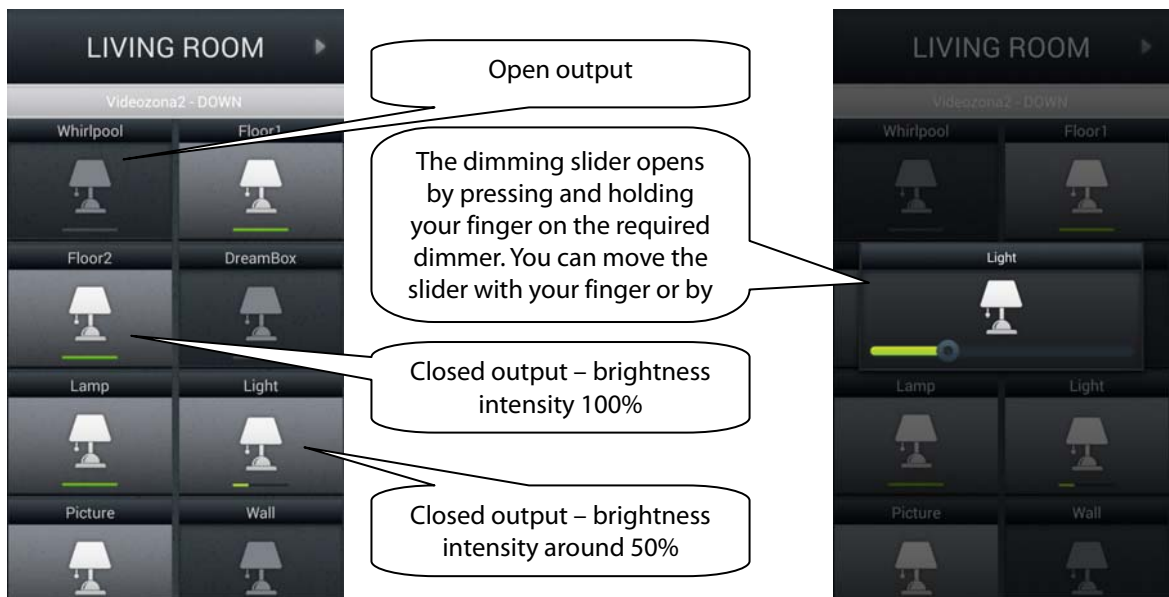 LIVING ROOM
Videozona2 - DOWN
Whirlpool
Floor1
Floor2
DreamBox
Lamp
Light
Picture
Wall
Open output
The dimming slider opens
by pressing and holding
your finger on the required
dimmer. You can move the
slider with your finger or by
Closed output – brightness
intensity 100%
Closed output – brightness
intensity around 50%
LIVING ROOM
Videozona2 - DOWN
Whirlpool
Floor1
Light
Lamp
Light
Picture
Wall